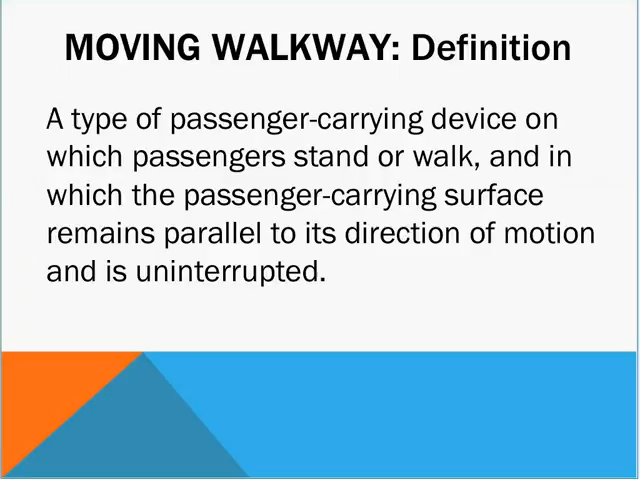 MOVING WALKWAY: Definition
A type of passenger-carrying device on
which passengers stand or walk, and in
which the passenger-carrying surface
remains parallel to its direction of motion
and is uninterrupted.